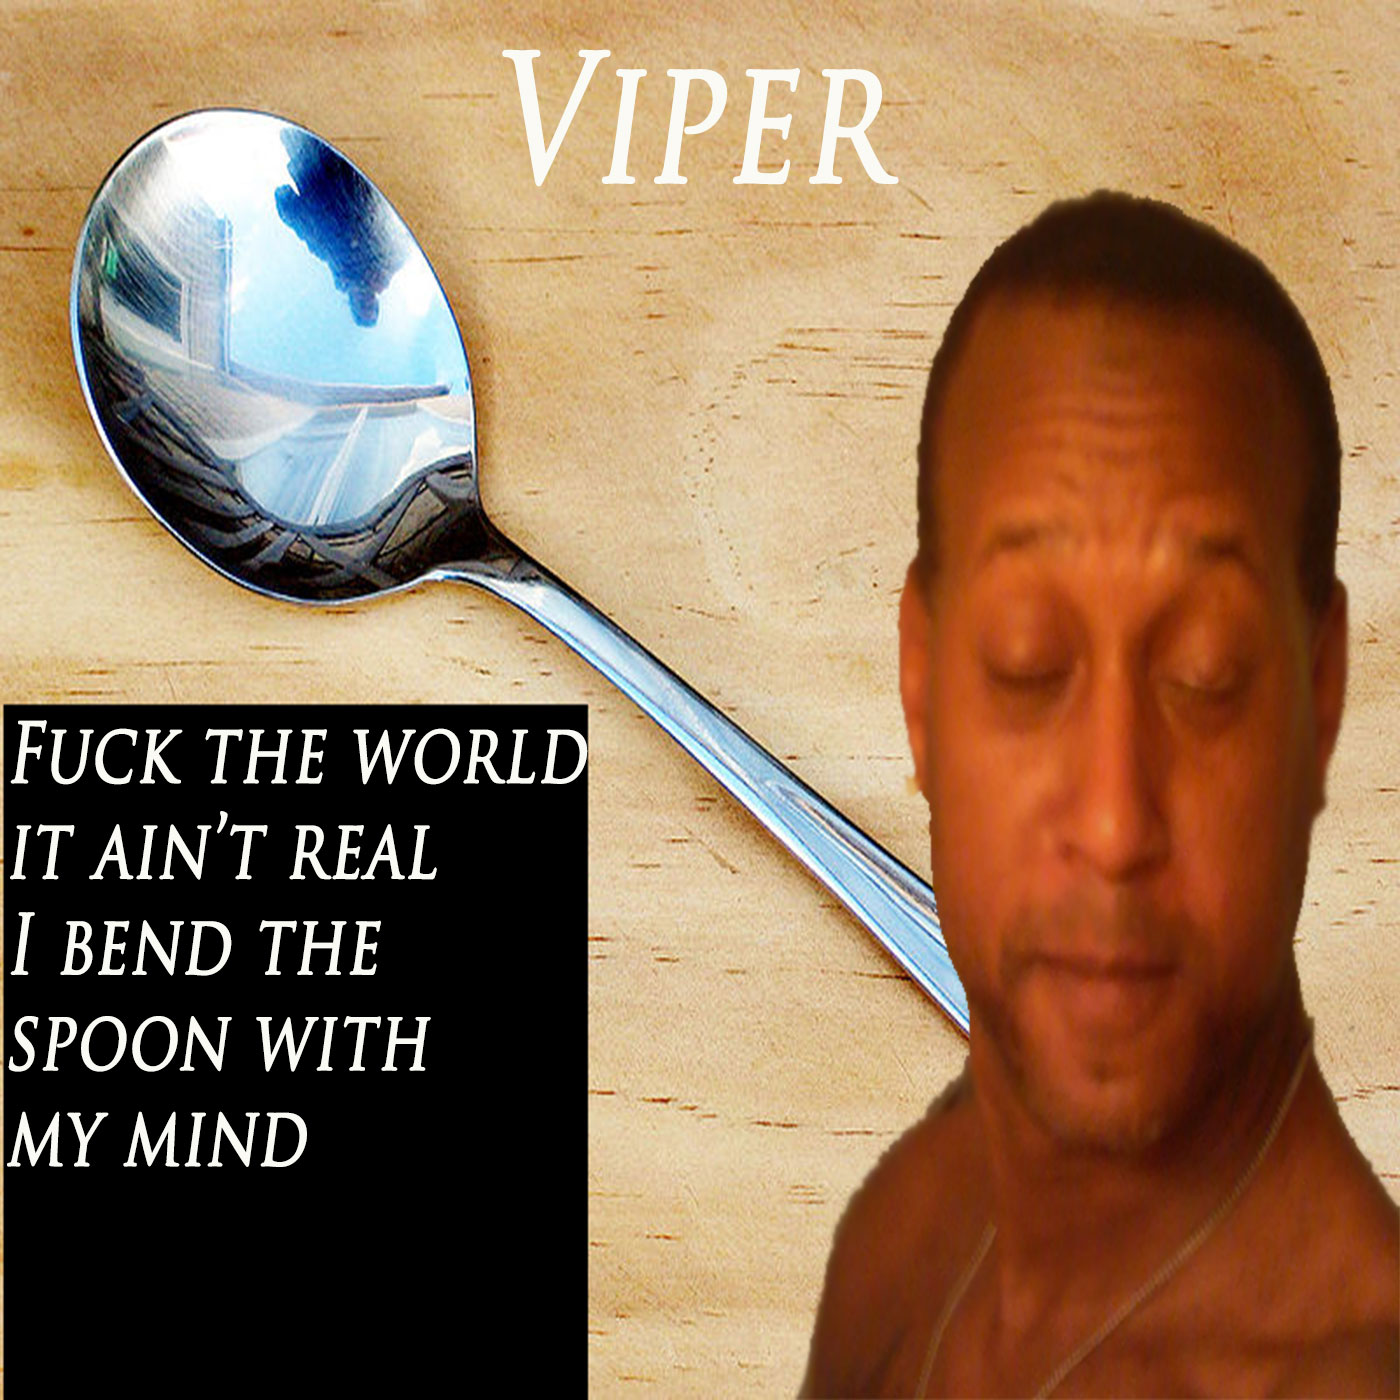 VIPER
FUCK THE WORLD
IT AIN'T REAL
I BEND THE
SPOON WITH
MY MIND